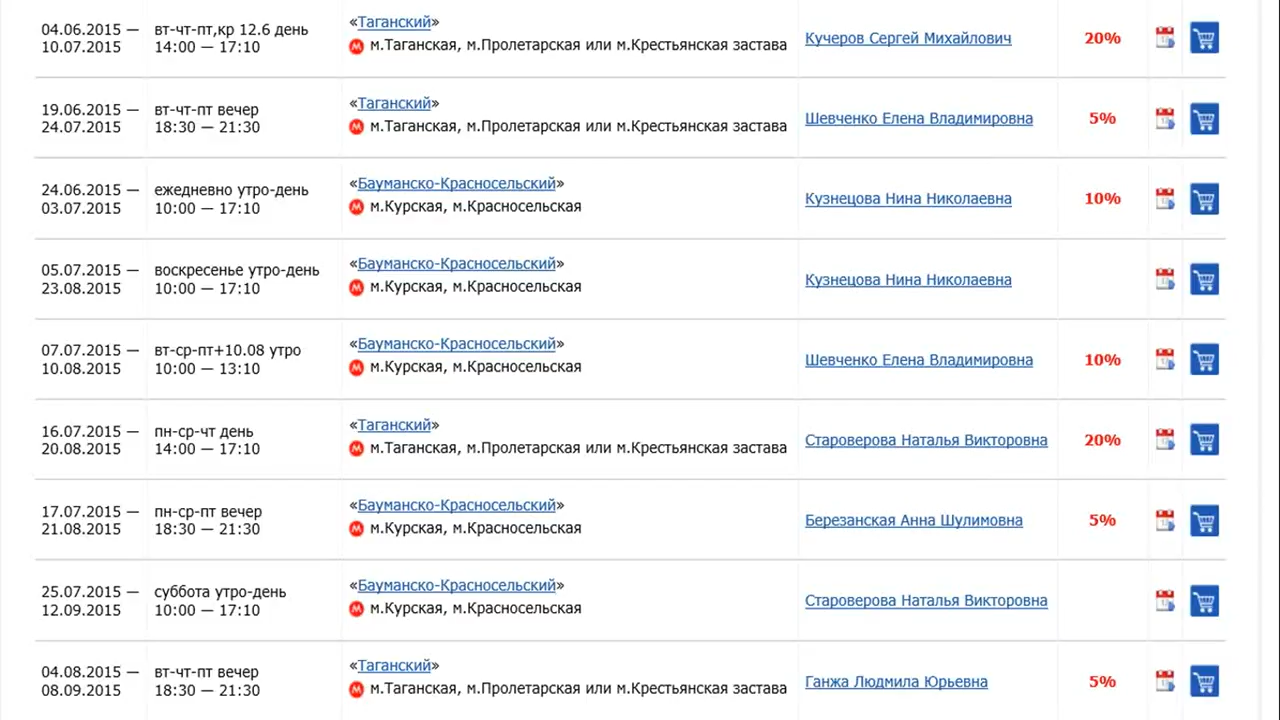 04.06.2015 — вт-чт-пт,кр 12.6 день «Таганский»
10.07.2015 14:00 — 17:10 м.Таганская, м.Пролетарская или м.Крестьянская застава Кучеров Сергей Михайлович 20%
19.06.2015 — вт-чт-пт вечер «Таганский»
24.07.2015 18:30 — 21:30 м.Таганская, м.Пролетарская или м.Крестьянская застава Шевченко Елена Владимировна 5%
24.06.2015 — ежедневно утро-день «Бауманско-Красносельский»
03.07.2015 10:00 — 17:10 м.Курская, м.Красносельская Кузнецова Нина Николаевна 10%
05.07.2015 — воскресенье утро-день «Бауманско-Красносельский»
23.08.2015 10:00 — 17:10 м.Курская, м.Красносельская Кузнецова Нина Николаевна
07.07.2015 — вт-ср-пт+10.08 утро «Бауманско-Красносельский»
10.08.2015 10:00 — 13:10 м.Курская, м.Красносельская Шевченко Елена Владимировна 10%
16.07.2015 — пн-ср-чт день «Таганский»
20.08.2015 14:00 — 17:10 м.Таганская, м.Пролетарская или м.Крестьянская застава Староверова Наталья Викторовна 20%
17.07.2015 — пн-ср-пт вечер «Бауманско-Красносельский»
21.08.2015 18:30 — 21:30 м.Курская, м.Красносельская Березанская Анна Шулимовна 5%
25.07.2015 — суббота утро-день «Бауманско-Красносельский»
12.09.2015 10:00 — 17:10 м.Курская, м.Красносельская Староверова Наталья Викторовна
04.08.2015 — вт-чт-пт вечер «Таганский»
08.09.2015 18:30 — 21:30 м.Таганская, м.Пролетарская или м.Крестьянская застава Ганжа Людмила Юрьевна 5%